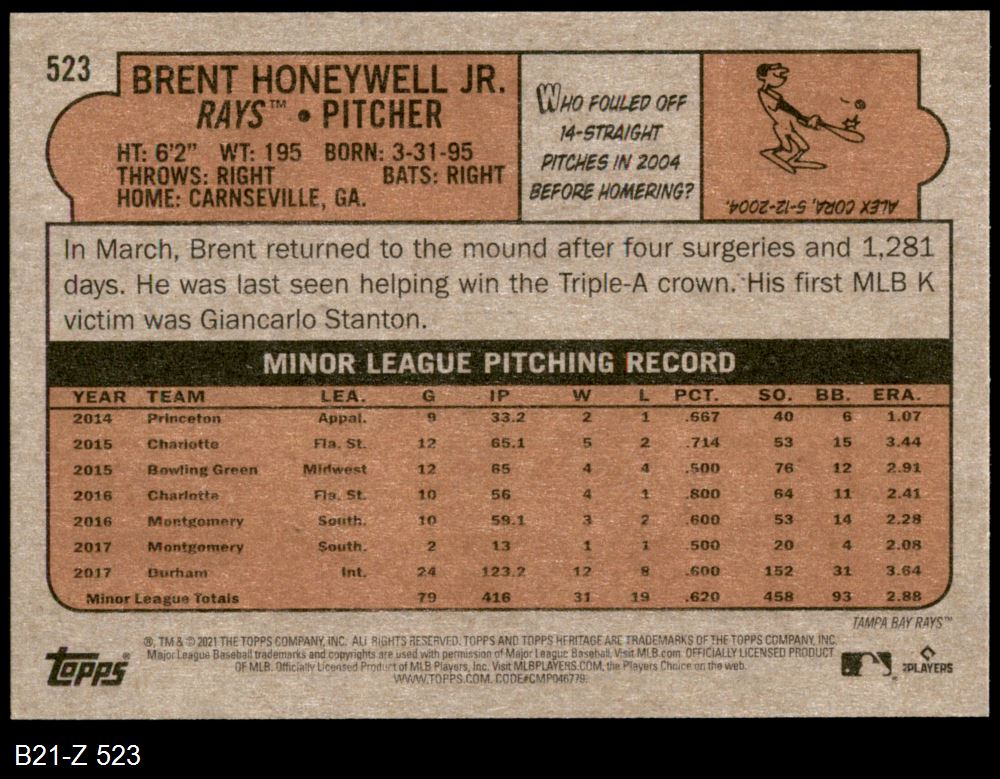 523
BRENT HONEYWELL JR.
RAYS™ • PITCHER
HT: 6'2" WT: 195 BORN: 3-31-95
THROWS: RIGHT BATS: RIGHT
HOME: CARNSEVILLE, GA.
WHO FOULED OFF
14-STRAIGHT
PITCHES IN 2004
BEFORE HOMERING?
ALEX CORA, 5-12-2004.
In March, Brent returned to the mound after four surgeries and 1,281
days. He was last seen helping win the Triple-A crown. His first MLB K
victim was Giancarlo Stanton.
MINOR LEAGUE PITCHING RECORD
YEAR TEAM LEA. G IP W L PCT. SO. BB. ERA.
2014 Princeton Appal. 9 33.2 2 1 .667 40 6 1.07
2015 Charlotte Fla. St. 12 65.1 5 2 .714 53 15 3.44
2015 Bowling Green Midwest 12 65 4 4 .500 76 12 2.91
2016 Charlotte Fla. St. 10 56 4 1 .800 64 11 2.41
2016 Montgomery South. 10 59.1 3 2 .600 53 14 2.28
2017 Montgomery South. 2 13 1 1 .500 20 4 2.08
2017 Durham Int. 24 123.2 12 8 .600 152 31 3.64
Minor League Totals 79 416 31 19 .620 458 93 2.88
TAMPA BAY RAYS™
®, TM & © 2021 THE TOPPS COMPANY, INC. ALL RIGHTS RESERVED. TOPPS AND TOPPS HERITAGE ARE TRADEMARKS OF THE TOPPS COMPANY, INC.
Major League Baseball trademarks and copyrights are used with permission of Major League Baseball. Visit MLB.com. OFFICIALLY LICENSED PRODUCT
OF MLB. Officially Licensed Product of MLB Players, Inc. Visit MLBPLAYERS.COM, the Players Choice on the web.
WWW.TOPPS.COM. CODE#CMP046779.
topps®
PLAYERS
B21-Z 523